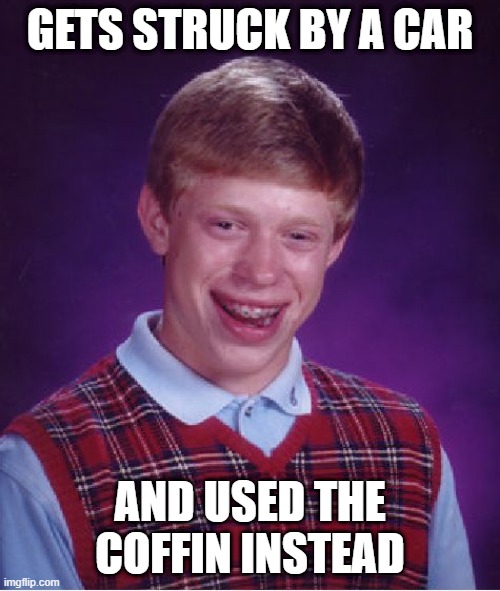 GETS STRUCK BY A CAR
AND USED THE
COFFIN INSTEAD
imgflip.com